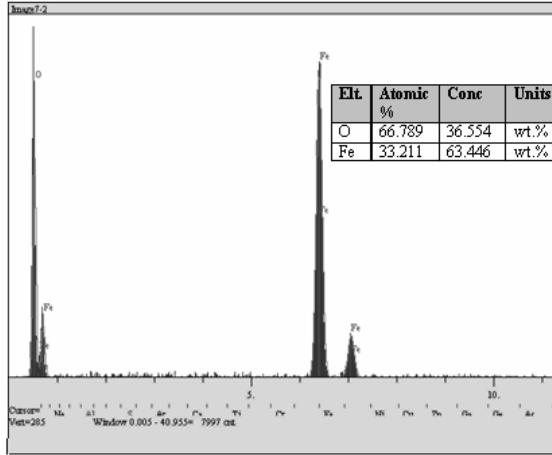 Image7-2
O
Fe
Fe
Fe
Elt. Atomic % Conc Units
O 66.789 36.554 wt.%
Fe 33.211 63.446 wt.%
Fe
5. 10.
Cursor=
Vert=285 Window 0.005 - 40.955= 7997 cnt